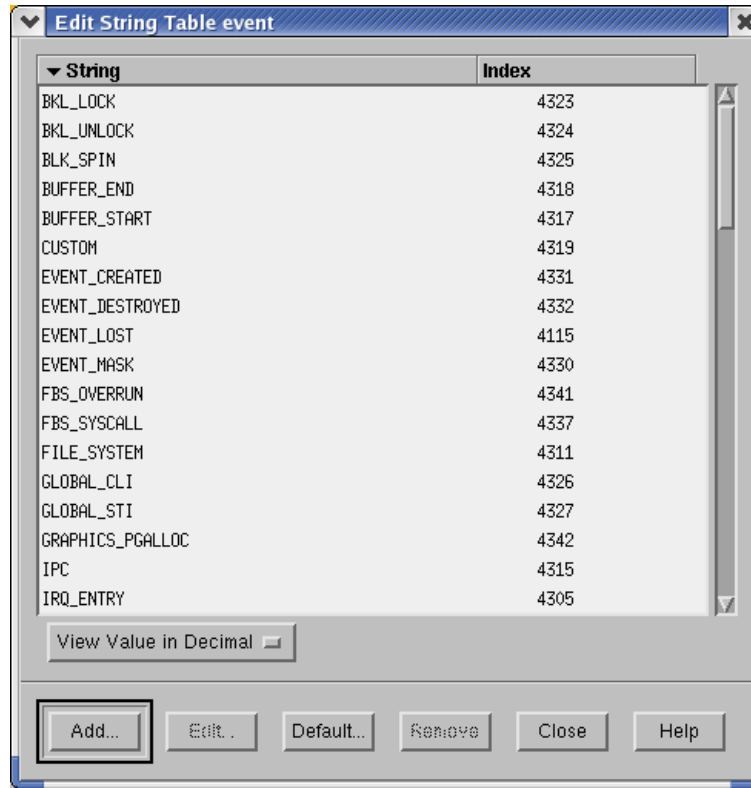 Edit String Table event
String Index
BKL_LOCK 4323
BKL_UNLOCK 4324
BLK_SPIN 4325
BUFFER_END 4318
BUFFER_START 4317
CUSTOM 4319
EVENT_CREATED 4331
EVENT_DESTROYED 4332
EVENT_LOST 4115
EVENT_MASK 4330
FBS_OVERRUN 4341
FBS_SYSCALL 4337
FILE_SYSTEM 4311
GLOBAL_CLI 4326
GLOBAL_STI 4327
GRAPHICS_PGALLOC 4342
IPC 4315
IRQ_ENTRY 4305
View Value in Decimal
Add... Edit... Default... Remove Close Help